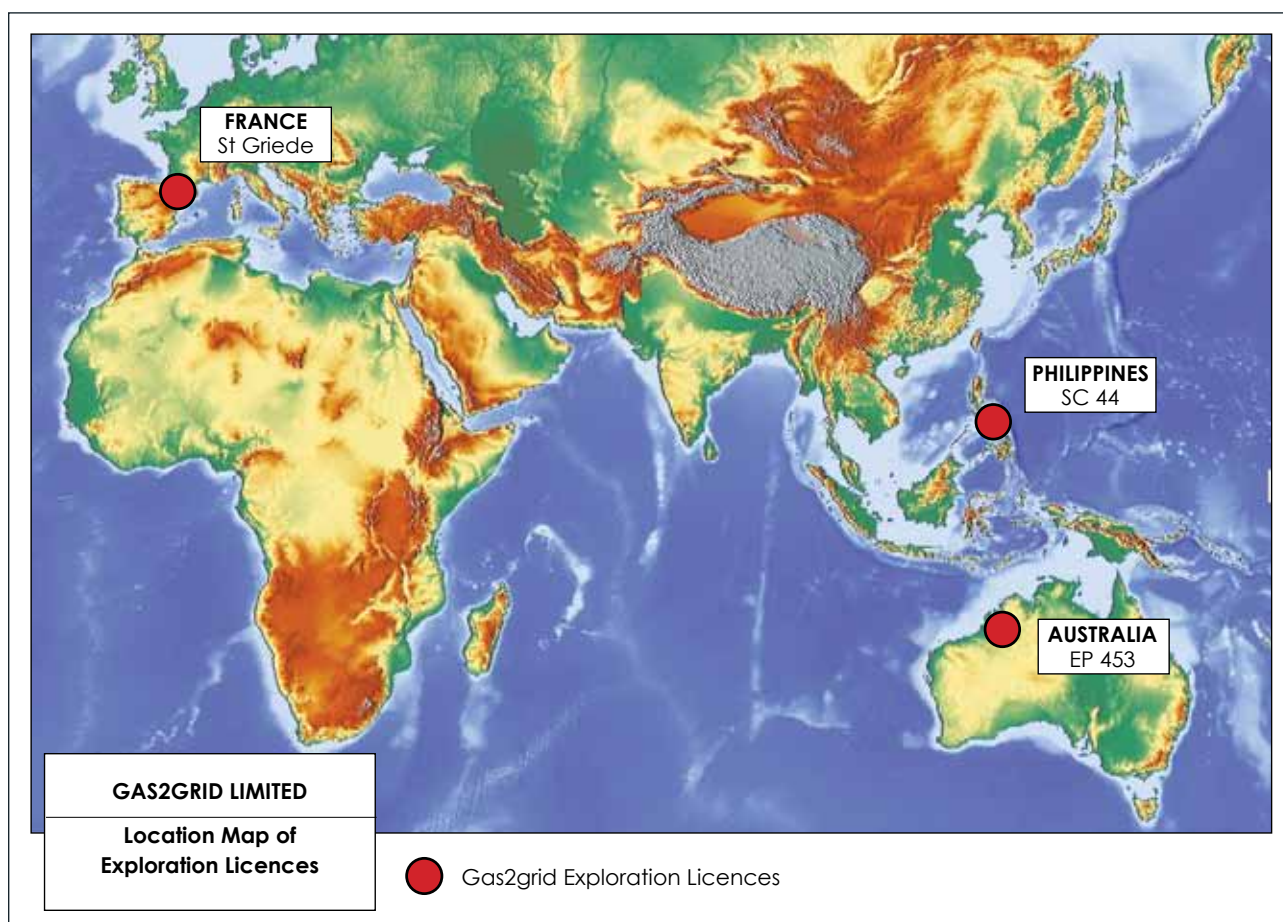 FRANCE
St Griede
PHILIPPINES
SC 44
AUSTRALIA
EP 453
GAS2GRID LIMITED
Location Map of
Exploration Licences
Gas2grid Exploration Licences